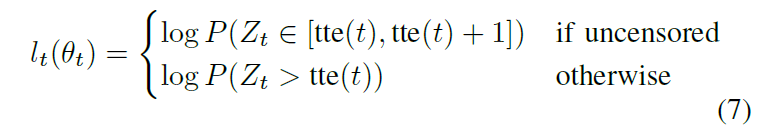 l_t(θ_t) = { log P(Z_t ∈ [tte(t), tte(t) + 1]) if uncensored
log P(Z_t > tte(t)) otherwise
(7)